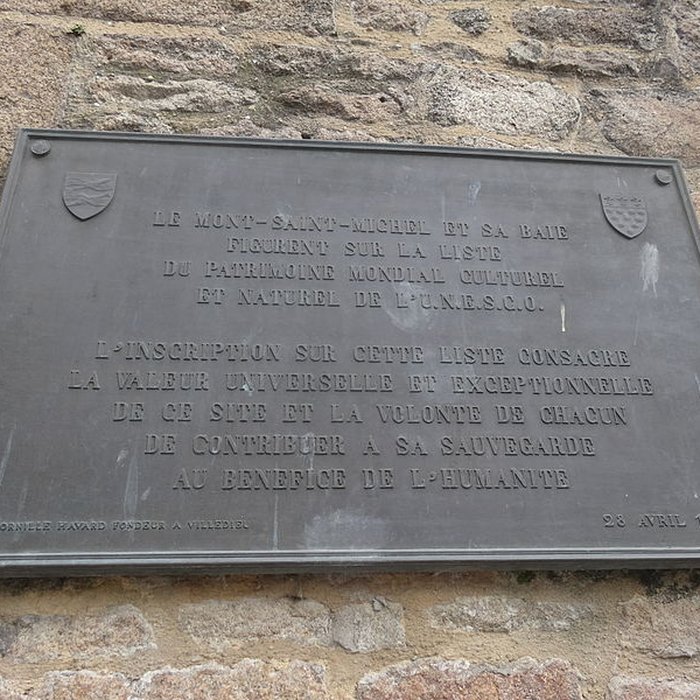 LE MONT-SAINT-MICHEL ET SA BAIE
FIGURENT SUR LA LISTE
DU PATRIMOINE MONDIAL CULTUREL
ET NATUREL DE L'U.N.E.S.C.O.
L'INSCRIPTION SUR CETTE LISTE CONSACRE
LA VALEUR UNIVERSELLE ET EXCEPTIONNELLE
DE CE SITE ET LA VOLONTE DE CHACUN
DE CONTRIBUER A SA SAUVEGARDE
AU BENEFICE DE L'HUMANITE
ORNILLE HAVARD FONDEUR A VILLEDIEU
28 AVRIL 1